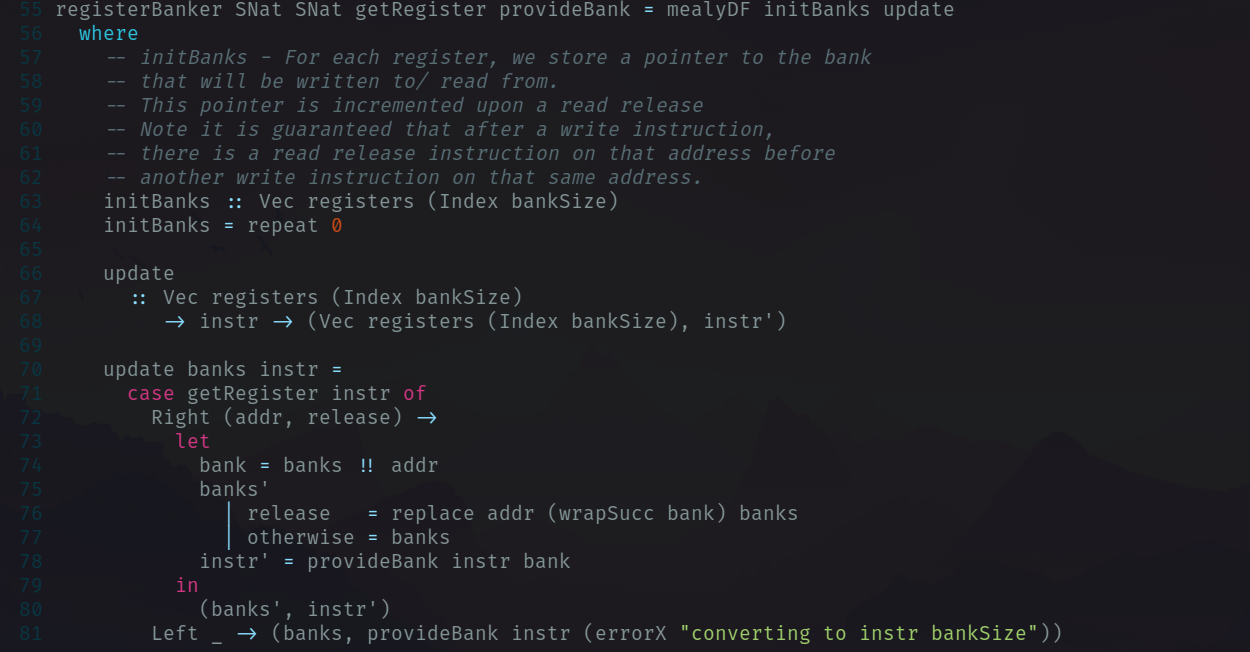 55 registerBanker SNat SNat getRegister provideBank = mealyDF initBanks update
56   where
57     -- initBanks - For each register, we store a pointer to the bank
58     -- that will be written to/ read from.
59     -- This pointer is incremented upon a read release
60     -- Note it is guaranteed that after a write instruction,
61     -- there is a read release instruction on that address before
62     -- another write instruction on that same address.
63     initBanks :: Vec registers (Index bankSize)
64     initBanks = repeat 0
65
66     update
67       :: Vec registers (Index bankSize)
68          -> instr -> (Vec registers (Index bankSize), instr')
69
70     update banks instr =
71       case getRegister instr of
72         Right (addr, release) ->
73           let
74             bank = banks !! addr
75             banks'
76               | release   = replace addr (wrapSucc bank) banks
77               | otherwise = banks
78             instr' = provideBank instr bank
79           in
80             (banks', instr')
81         Left _ -> (banks, provideBank instr (errorX "converting to instr bankSize"))